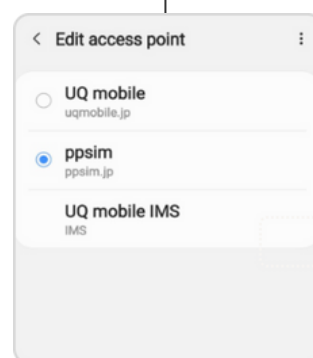 Edit access point
UQ mobile
uqmobile.jp
ppsim
ppsim.jp
UQ mobile IMS
IMS